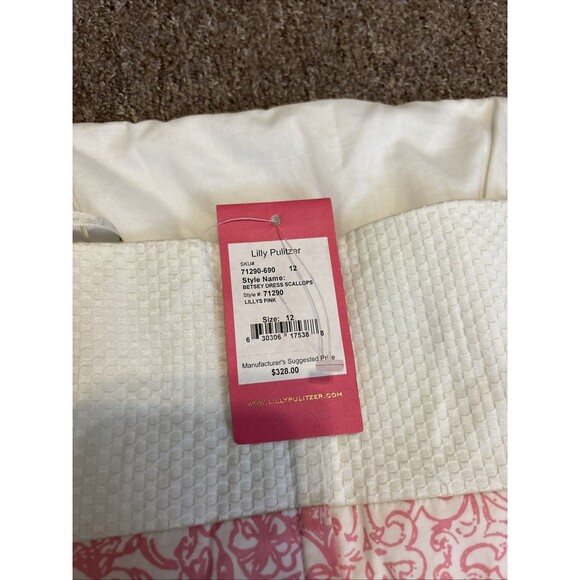 Lilly Pulitzer
SKU#
71290-690 12
Style Name:
BETSEY DRESS SCALLOPS
Style # 71290
LILLYS PINK
Size: 12
6 30306 17538 8
Manufacturer's Suggested Price
$328.00
WWW.LILLYPULITZER.COM